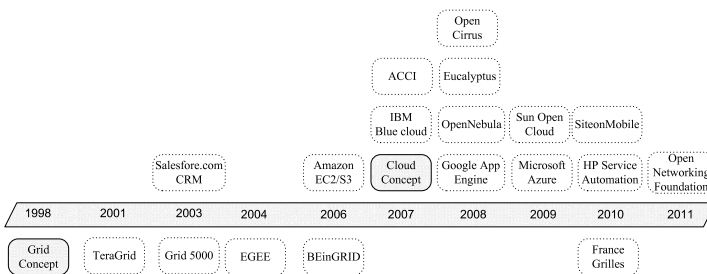 Open
Cirrus
ACCI
Eucalyptus
IBM
Blue cloud
OpenNebula
Sun Open
Cloud
SiteonMobile
Salesfore.com
CRM
Amazon
EC2/S3
Cloud
Concept
Google App
Engine
Microsoft
Azure
HP Service
Automation
Open
Networking
Foundation
1998
2001
2003
2004
2006
2007
2008
2009
2010
2011
Grid
Concept
TeraGrid
Grid 5000
EGEE
BEinGRID
France
Grilles